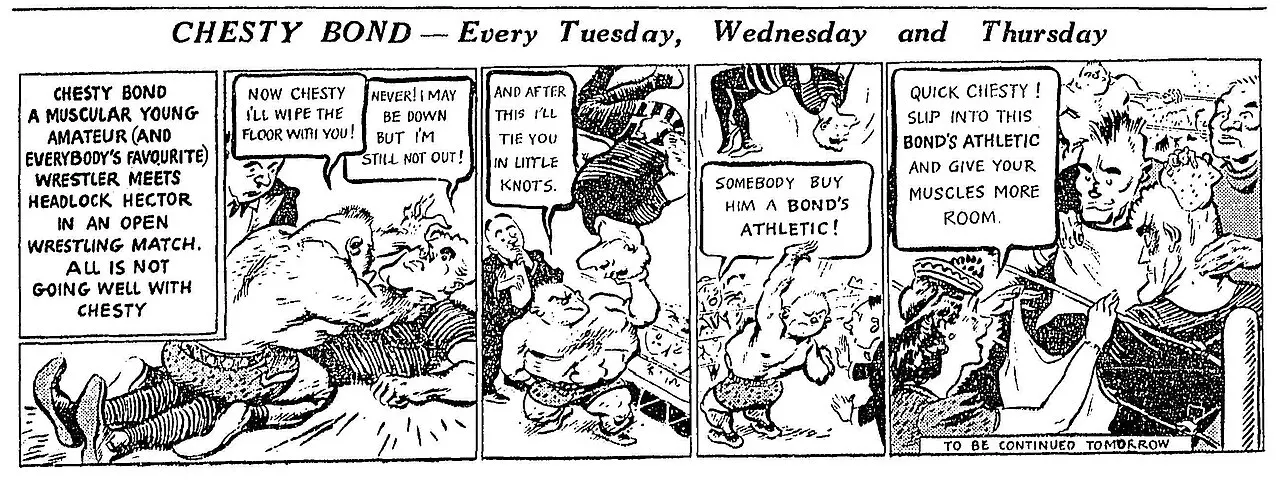 CHESTY BOND — Every Tuesday, Wednesday and Thursday
CHESTY BOND
A MUSCULAR YOUNG
AMATEUR (AND
EVERYBODY'S FAVOURITE)
WRESTLER MEETS
HEADLOCK HECTOR
IN AN OPEN
WRESTLING MATCH.
ALL IS NOT
GOING WELL WITH
CHESTY
NOW CHESTY
I'LL WIPE THE
FLOOR WITH YOU!
NEVER! I MAY
BE DOWN
BUT I'M
STILL NOT OUT!
AND AFTER
THIS I'LL
TIE YOU
IN LITTLE
KNOTS.
SOMEBODY BUY
HIM A BOND'S
ATHLETIC!
QUICK CHESTY!
SLIP INTO THIS
BOND'S ATHLETIC
AND GIVE YOUR
MUSCLES MORE
ROOM.
TO BE CONTINUED TOMORROW